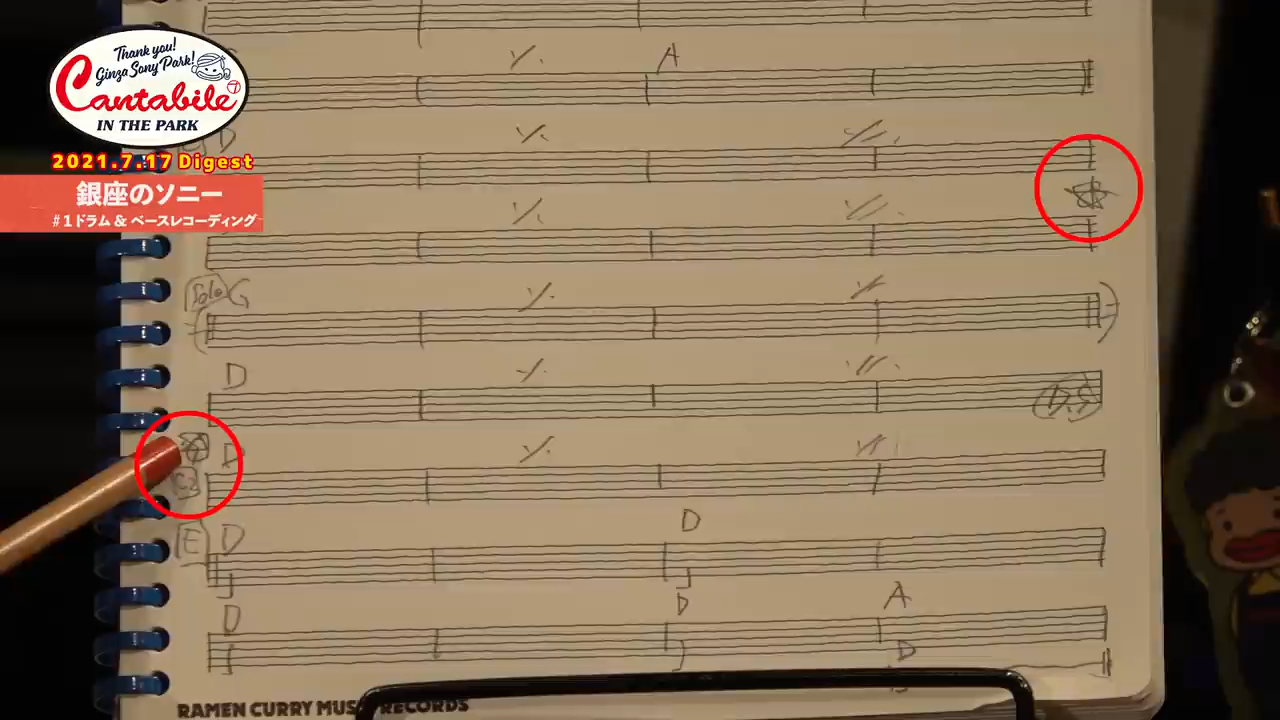 Thank you!
Ginza Sony Park!
Cantabile
IN THE PARK
2021.7.17 Digest
銀座のソニー
#1ドラム & ベースレコーディング
A
D
Solo G
D
D.S
D
C2
E D D
D D A
D
RAMEN CURRY MUSIC RECORDS